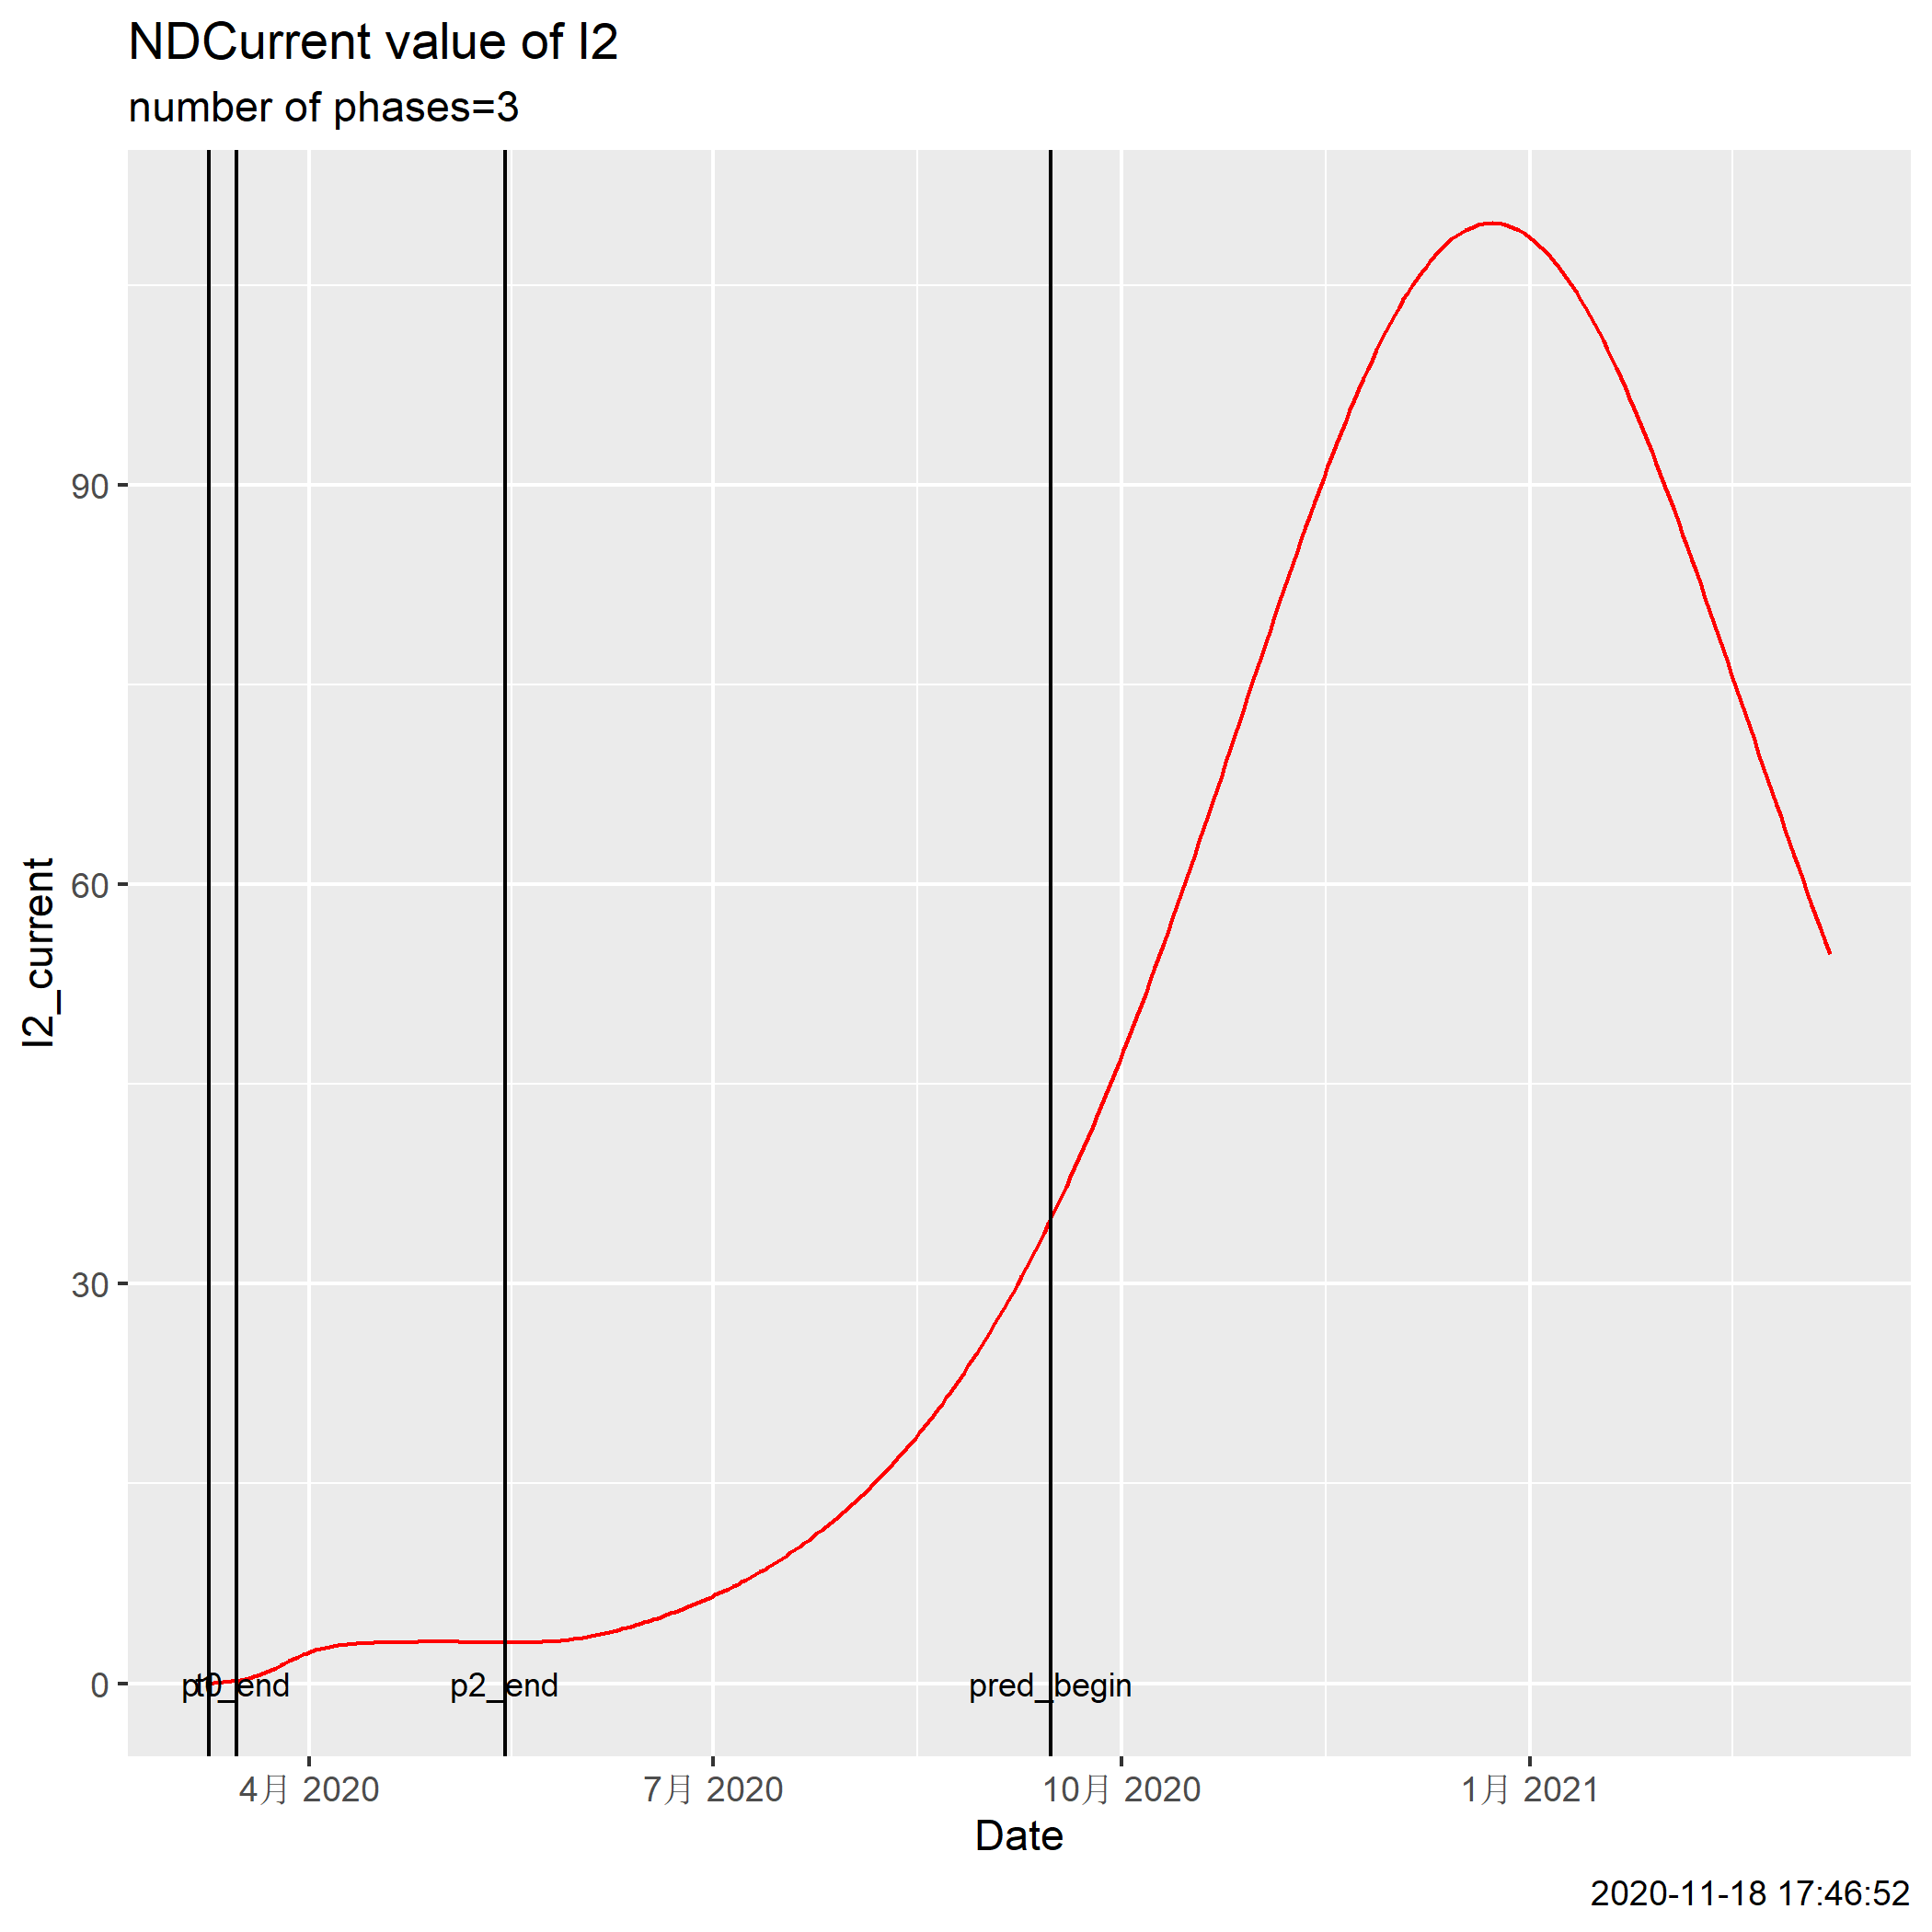 NDCurrent value of I2
number of phases=3
I2_current
90
60
30
0
p0_end
p2_end
pred_begin
4月 2020
7月 2020
10月 2020
1月 2021
Date
2020-11-18 17:46:52